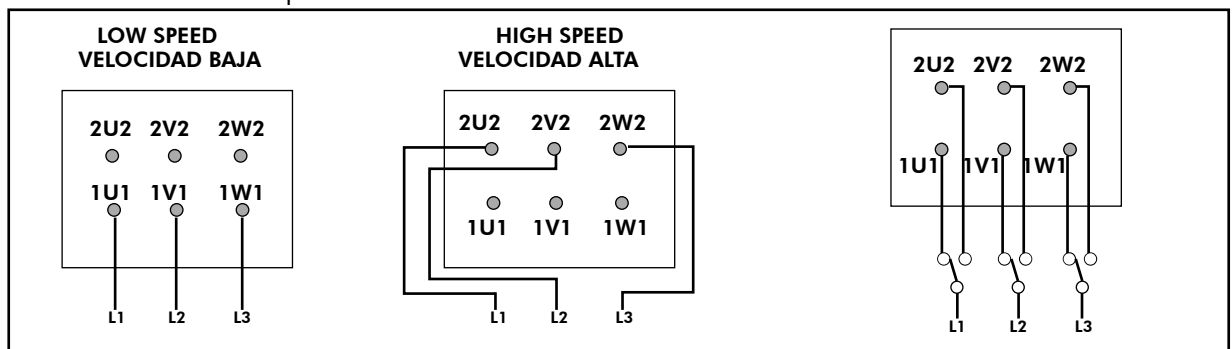 LOW SPEED
VELOCIDAD BAJA
2U2 2V2 2W2
1U1 1V1 1W1
L1 L2 L3
HIGH SPEED
VELOCIDAD ALTA
2U2 2V2 2W2
1U1 1V1 1W1
L1 L2 L3
2U2 2V2 2W2
1U1 1V1 1W1
L1 L2 L3